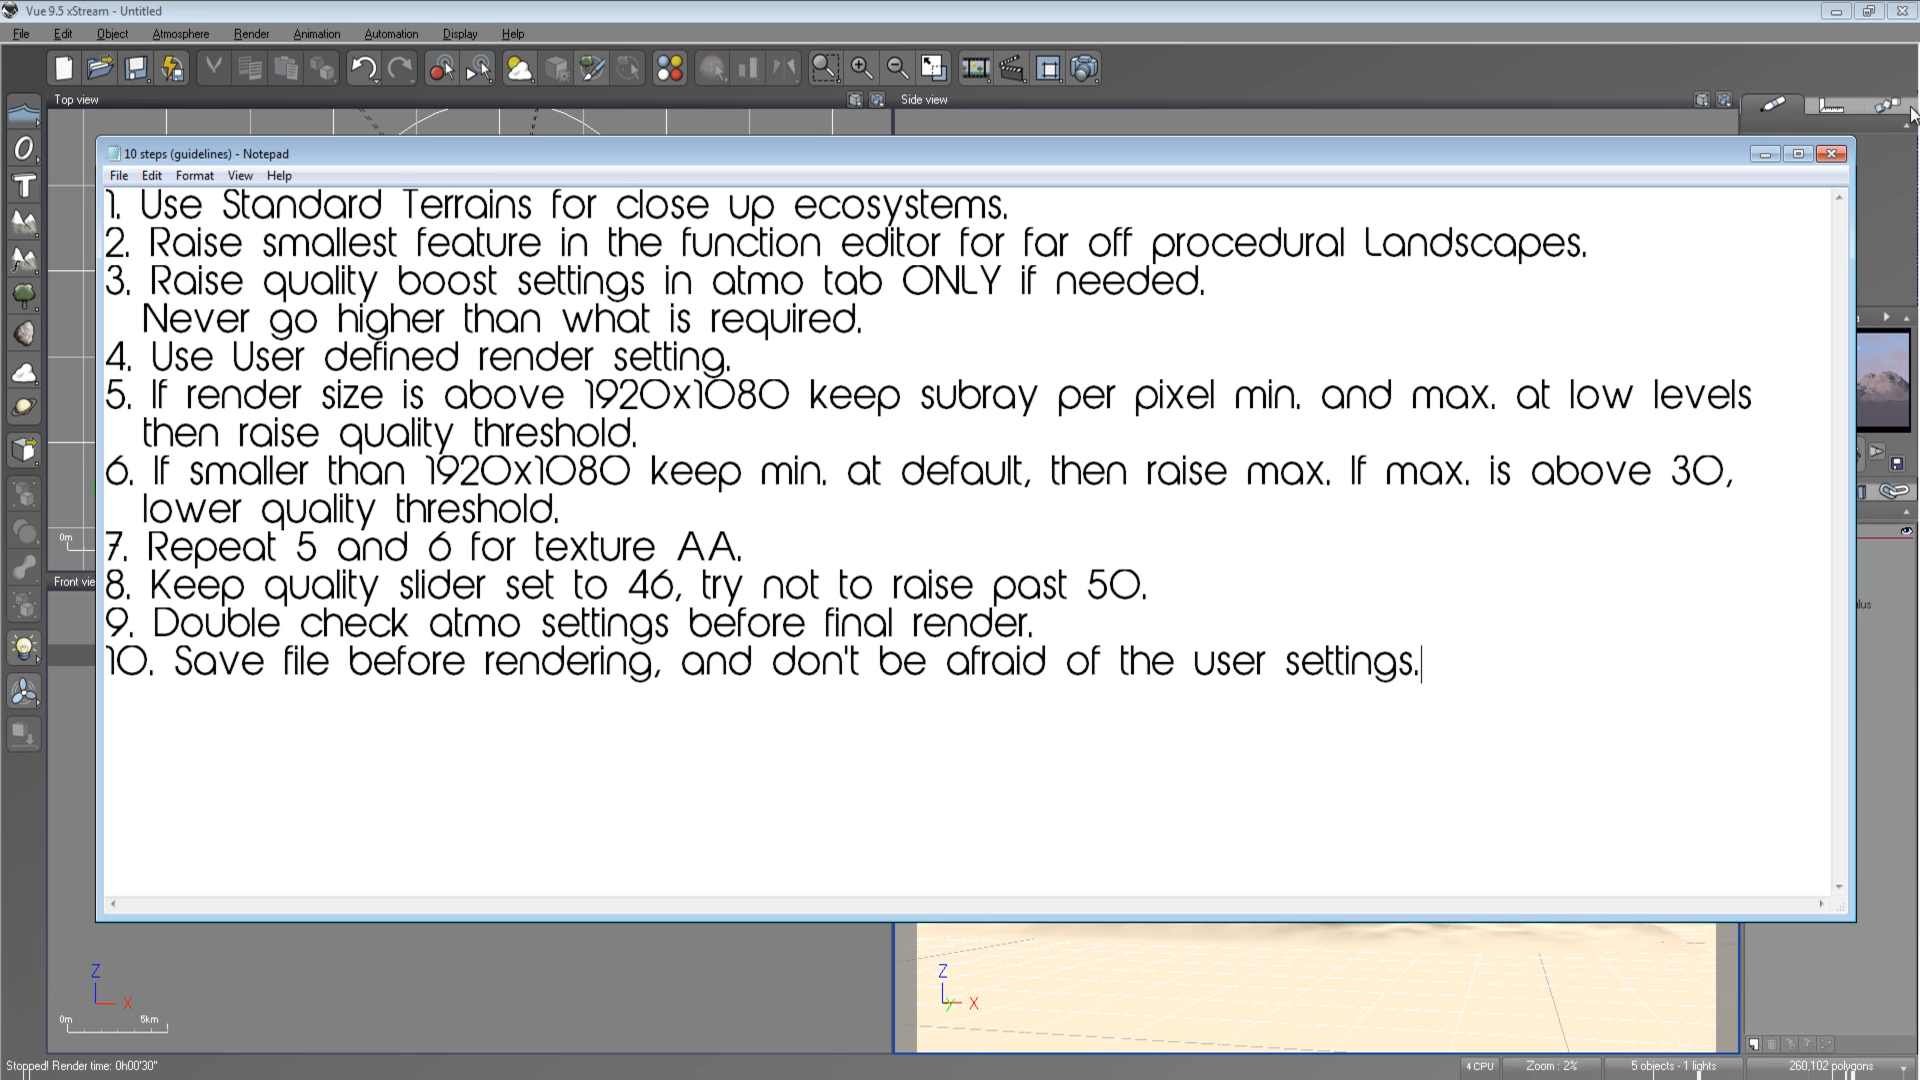 Vue 9.5 xStream - Untitled
File Edit Object Atmosphere Render Animation Automation Display Help
Top view
Side view
10 steps (guidelines) - Notepad
File Edit Format View Help
1. Use Standard Terrains for close up ecosystems.
2. Raise smallest feature in the function editor for far off procedural Landscapes.
3. Raise quality boost settings in atmo tab ONLY if needed.
Never go higher than what is required.
4. Use User defined render setting.
5. If render size is above 1920x1080 keep subray per pixel min. and max. at low levels
then raise quality threshold.
6. If smaller than 1920x1080 keep min. at default, then raise max. If max. is above 30,
lower quality threshold.
7. Repeat 5 and 6 for texture AA.
8. Keep quality slider set to 46, try not to raise past 50.
9. Double check atmo settings before final render.
10. Save file before rendering, and don't be afraid of the user settings.
0m
Front vie
Z
X
0m 5km
Z
Y X
Stopped! Render time: 0h00'30"
4 CPU
Zoom : 2%
5 objects - 1 lights
260,102 polygons